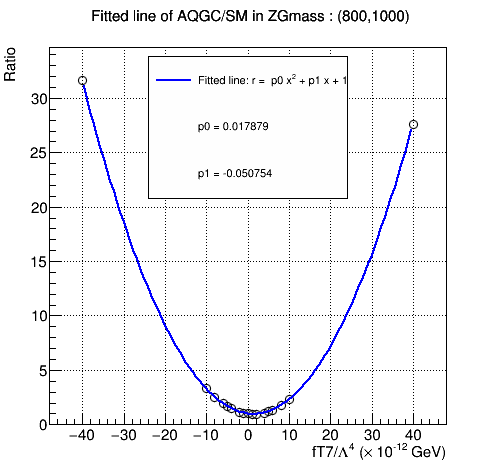 Fitted line of AQGC/SM in ZGmass : (800,1000)
Ratio
Fitted line: r = p0 x² + p1 x + 1
p0 = 0.017879
p1 = -0.050754
30
25
20
15
10
5
0
−40 −30 −20 −10 0 10 20 30 40
fT7/Λ⁴ (× 10⁻¹² GeV)